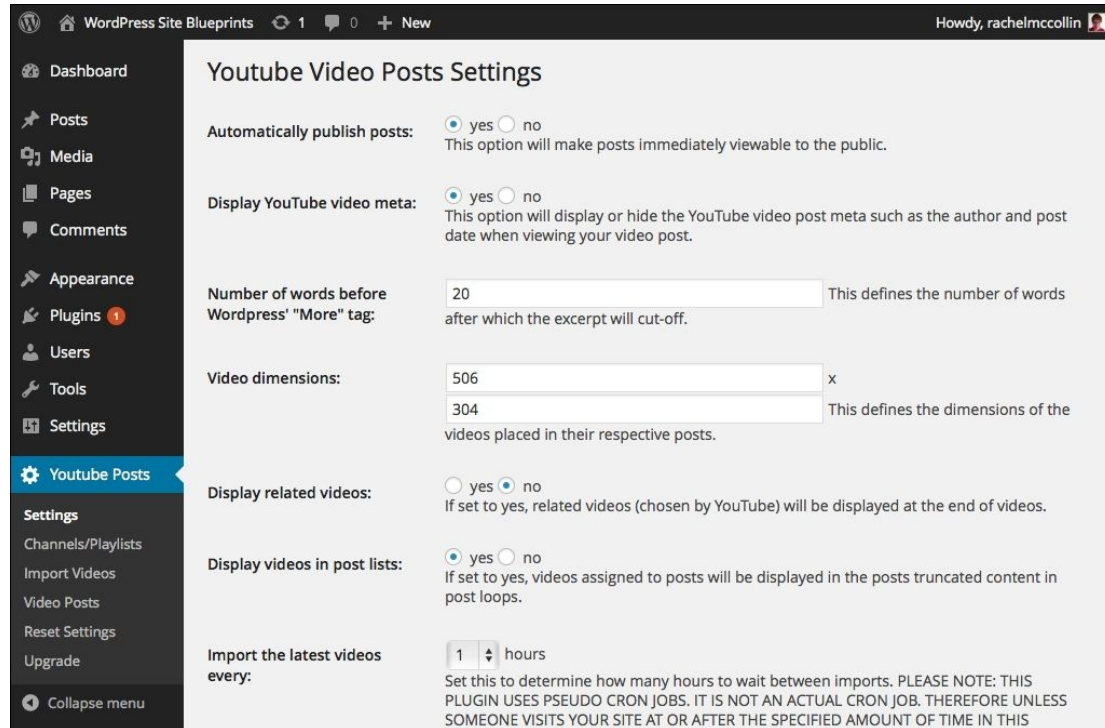 WordPress Site Blueprints 1 0 New
Howdy, rachelmccollin
Dashboard
Posts
Media
Pages
Comments
Appearance
Plugins 1
Users
Tools
Settings
Youtube Posts
Settings
Channels/Playlists
Import Videos
Video Posts
Reset Settings
Upgrade
Collapse menu
Youtube Video Posts Settings
Automatically publish posts:
yes no
This option will make posts immediately viewable to the public.
Display YouTube video meta:
yes no
This option will display or hide the YouTube video post meta such as the author and post
date when viewing your video post.
Number of words before
Wordpress' "More" tag:
20 This defines the number of words
after which the excerpt will cut-off.
Video dimensions:
506 x
304 This defines the dimensions of the
videos placed in their respective posts.
Display related videos:
yes no
If set to yes, related videos (chosen by YouTube) will be displayed at the end of videos.
Display videos in post lists:
yes no
If set to yes, videos assigned to posts will be displayed in the posts truncated content in
post loops.
Import the latest videos
every:
1 hours
Set this to determine how many hours to wait between imports. PLEASE NOTE: THIS
PLUGIN USES PSEUDO CRON JOBS. IT IS NOT AN ACTUAL CRON JOB. THEREFORE UNLESS
SOMEONE VISITS YOUR SITE AT OR AFTER THE SPECIFIED AMOUNT OF TIME IN THIS